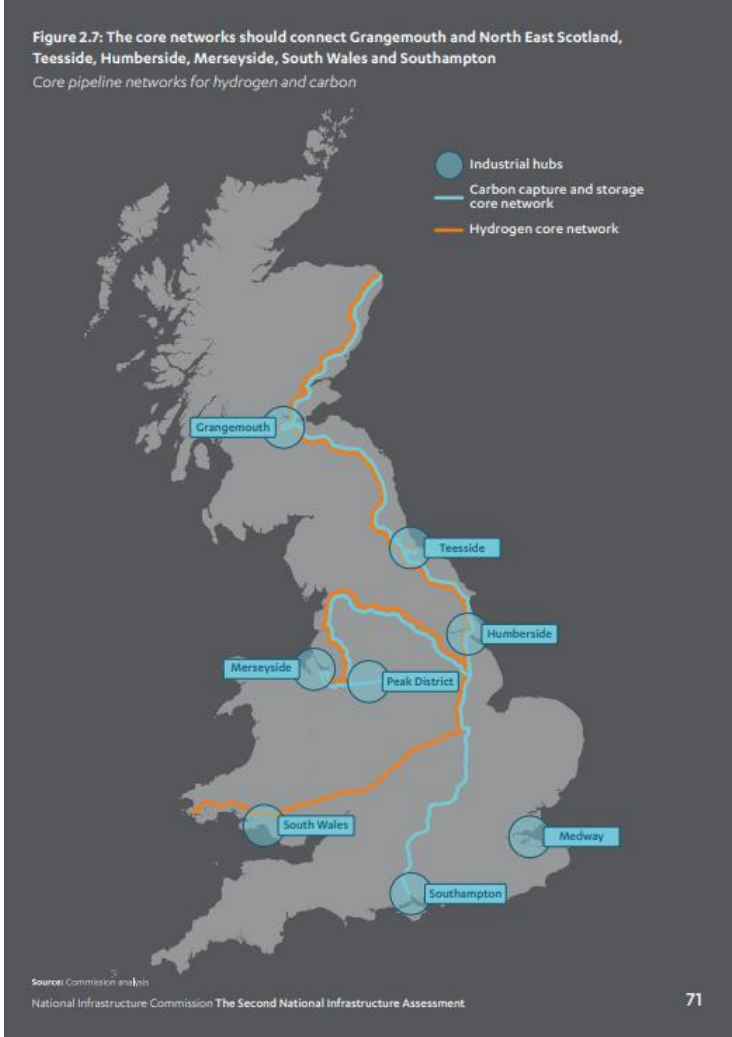 Figure 2.7: The core networks should connect Grangemouth and North East Scotland,
Teesside, Humberside, Merseyside, South Wales and Southampton
Core pipeline networks for hydrogen and carbon
Industrial hubs
Carbon capture and storage
core network
Hydrogen core network
Grangemouth
Teesside
Humberside
Merseyside
Peak District
South Wales
Medway
Southampton
Source: Commission analysis
National Infrastructure Commission The Second National Infrastructure Assessment
71